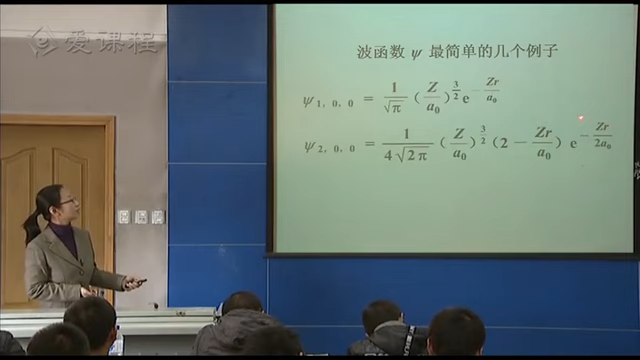 爱课程
波函数 ψ 最简单的几个例子
ψ1, 0, 0 = 1/√π (Z/a0)^3/2 e^−Zr/a0
ψ2, 0, 0 = 1/4√2π (Z/a0)^3/2 (2 − Zr/a0) e^−Zr/2a0